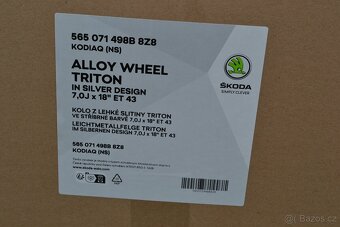 565 071 498B 8Z8
KODIAQ (NS)
ALLOY WHEEL
TRITON
IN SILVER DESIGN
7,0J x 18" ET 43
ŠKODA
SIMPLY CLEVER
KOLO Z LEHKÉ SLITINY TRITON
VE STŘÍBRNÉ BARVĚ 7,0J x 18" ET 43
LEICHTMETALLFELGE TRITON
IM SILBERNEN DESIGN 7,0J x 18" ET 43
565 071 498B 8Z8
KODIAQ (NS)